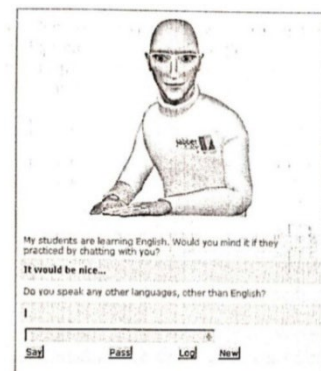 My students are learning English. Would you mind it if they
practiced by chatting with you?
It would be nice...
Do you speak any other languages, other than English?
I
Say Pass Log New